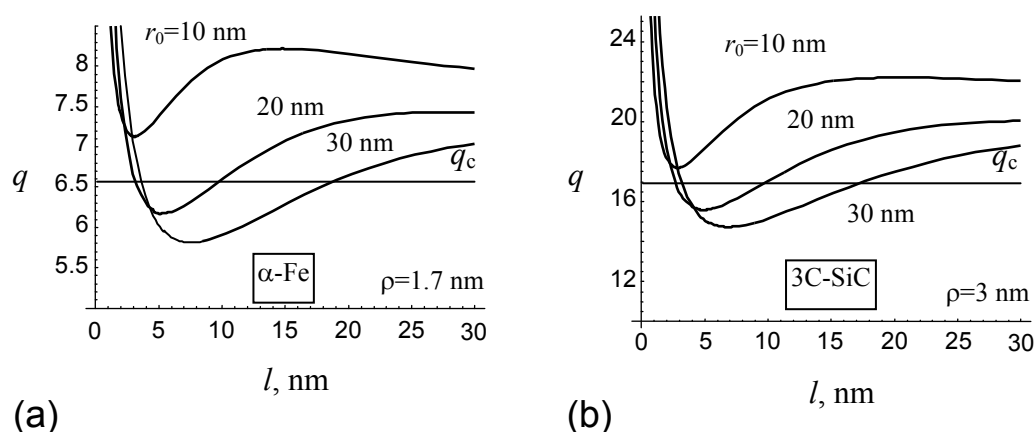 r₀=10 nm
8
7.5
20 nm
7
30 nm
q
6.5
q_c
6
5.5
α-Fe
ρ=1.7 nm
0 5 10 15 20 25 30
l, nm
(a)
24
r₀=10 nm
20
20 nm
q
q_c
16
30 nm
12
3C-SiC
ρ=3 nm
0 5 10 15 20 25 30
l, nm
(b)